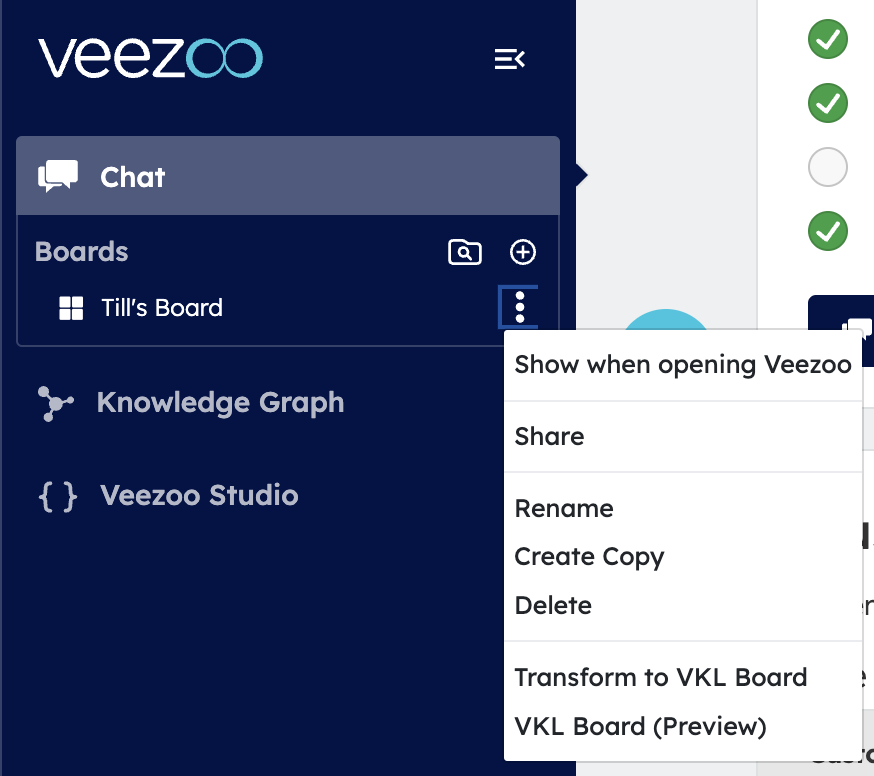 veezoo
Chat
Boards
Till's Board
Knowledge Graph
{ } Veezoo Studio
Show when opening Veezoo
Share
Rename
Create Copy
Delete
Transform to VKL Board
VKL Board (Preview)